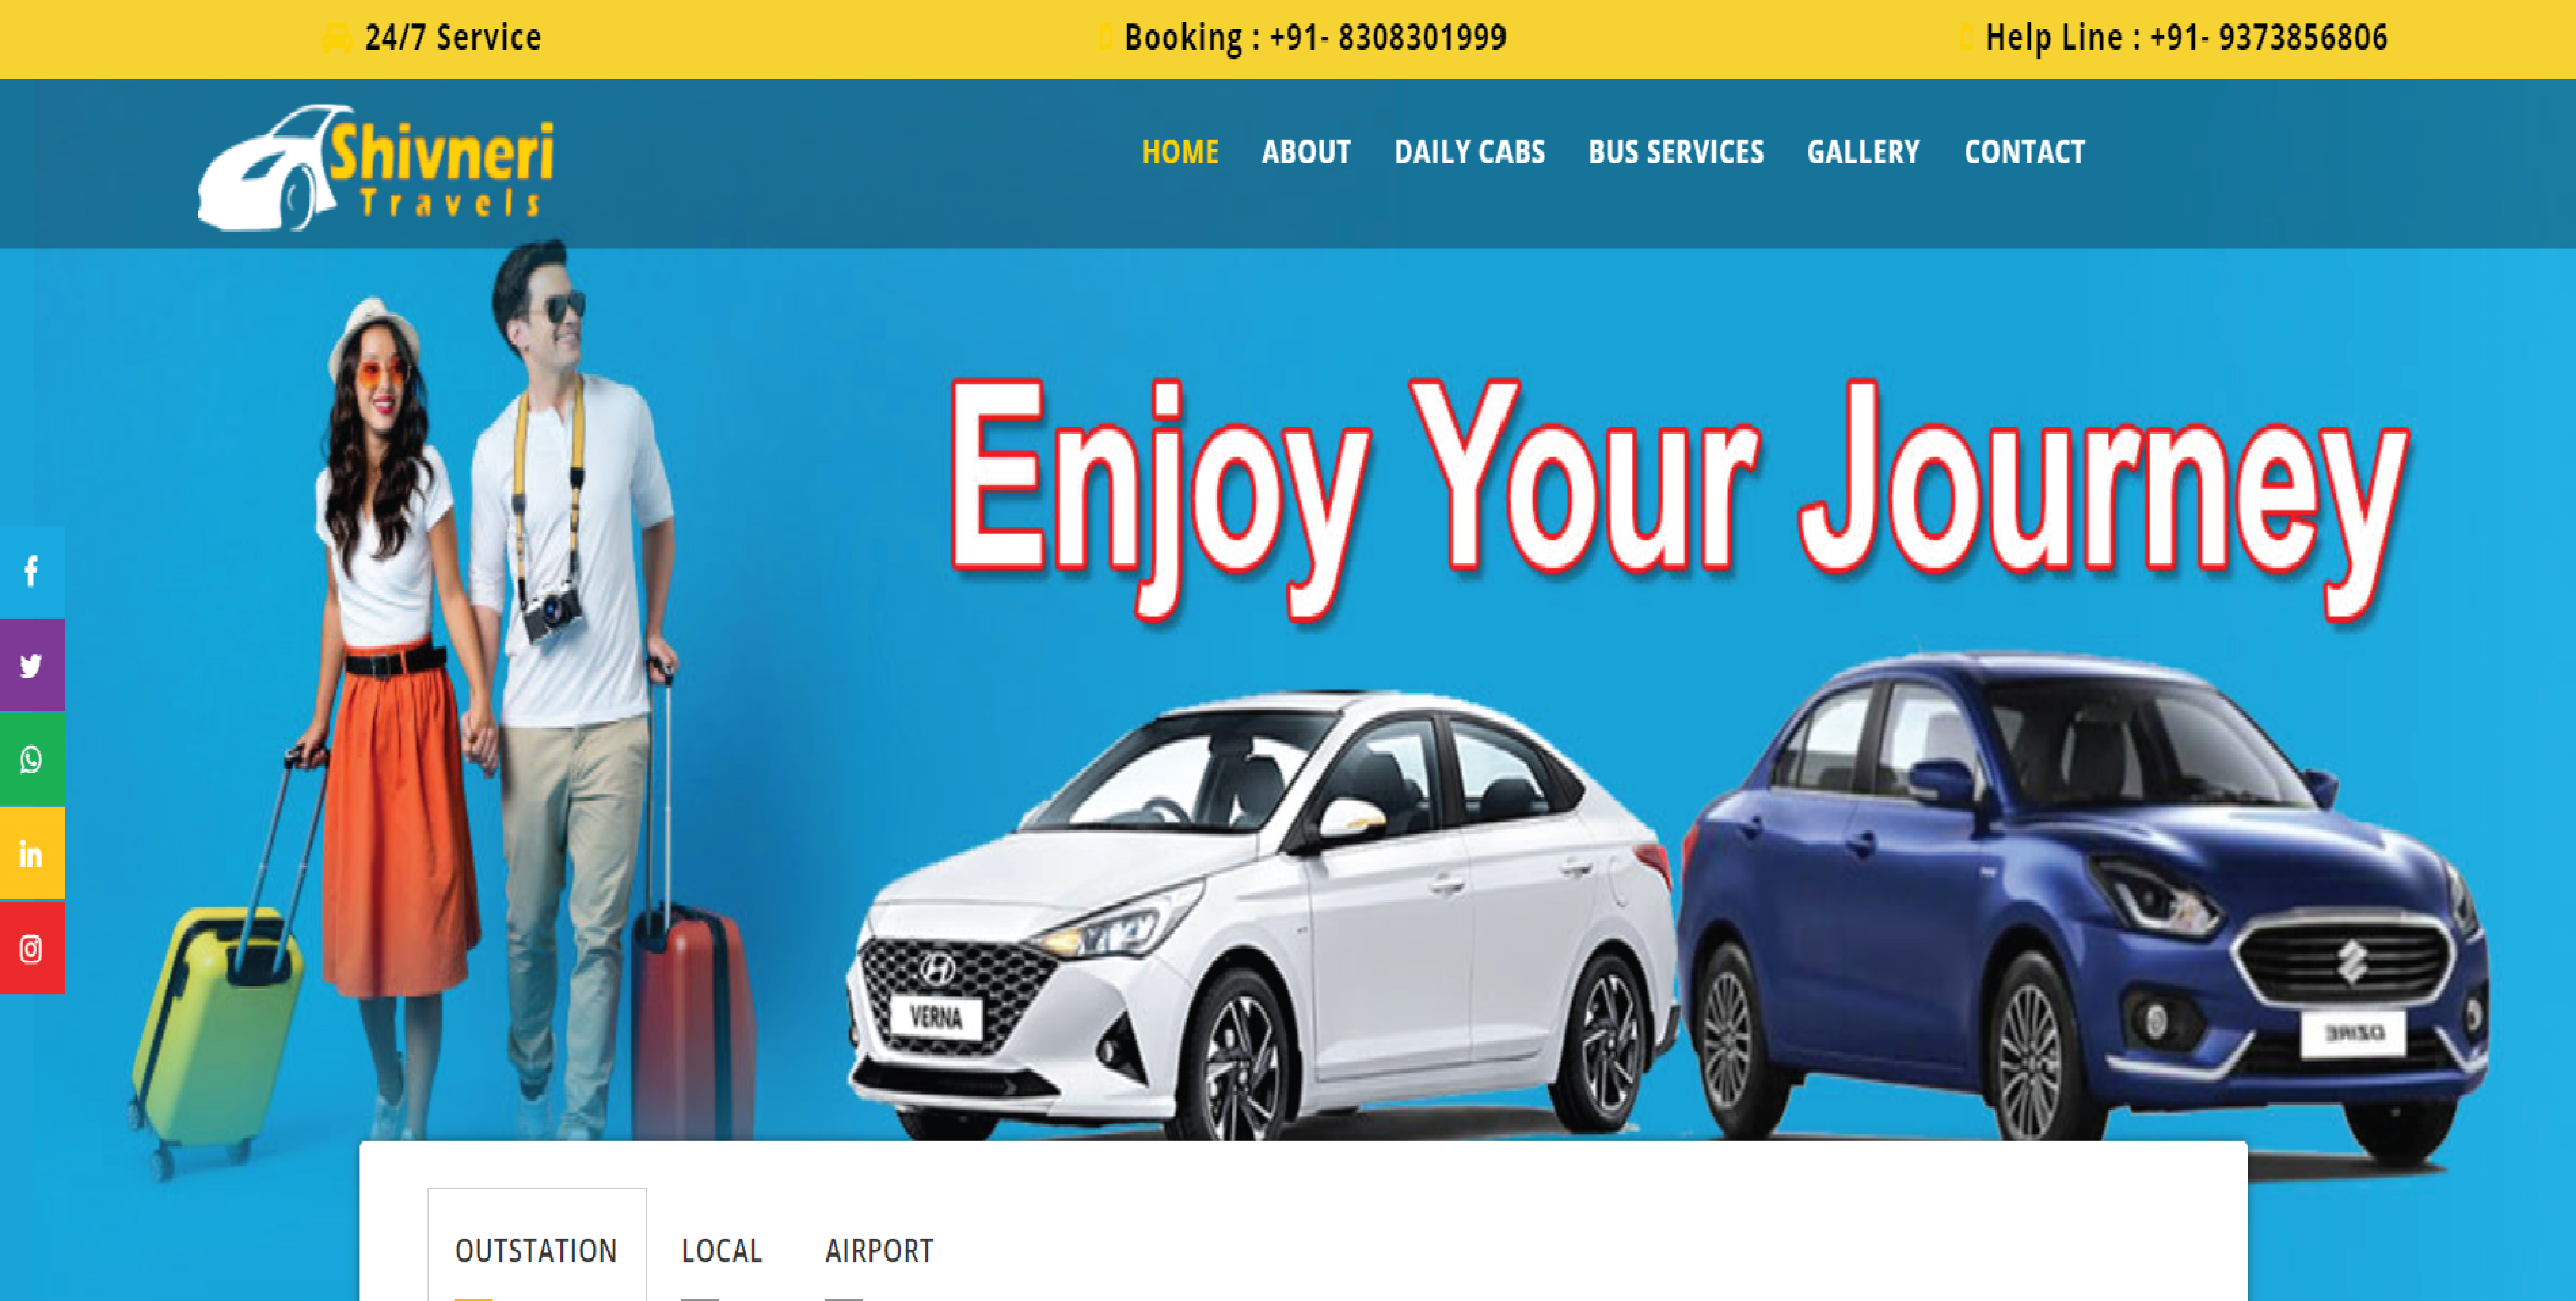 24/7 Service
Booking : +91- 8308301999
Help Line : +91- 9373856806
Shivneri
Travels
HOME ABOUT DAILY CABS BUS SERVICES GALLERY CONTACT
Enjoy Your Journey
VERNA
DZIRE
OUTSTATION LOCAL AIRPORT